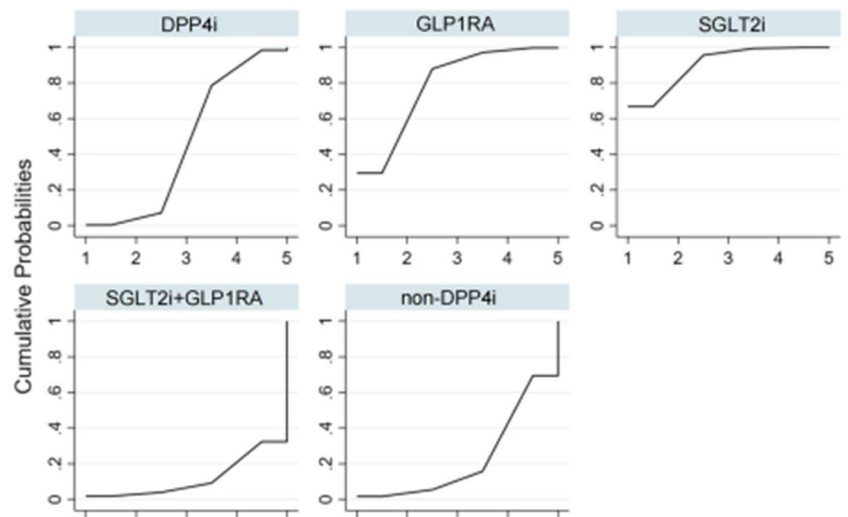 DPP4i
GLP1RA
SGLT2i
Cumulative Probabilities
0 .2 .4 .6 .8 1
0 .2 .4 .6 .8 1
0 .2 .4 .6 .8 1
1 2 3 4 5
1 2 3 4 5
1 2 3 4 5
SGLT2i+GLP1RA
non-DPP4i
0 .2 .4 .6 .8 1
0 .2 .4 .6 .8 1